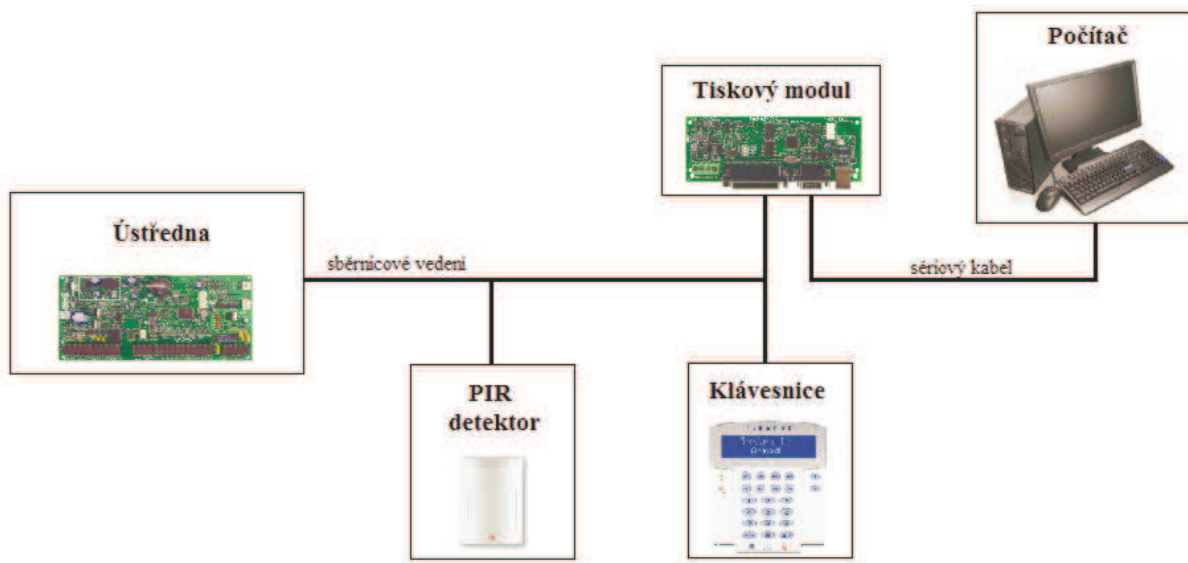 Počítač
Tiskový modul
Ústředna
sběrnicové vedení
sériový kabel
PIR
detektor
Klávesnice